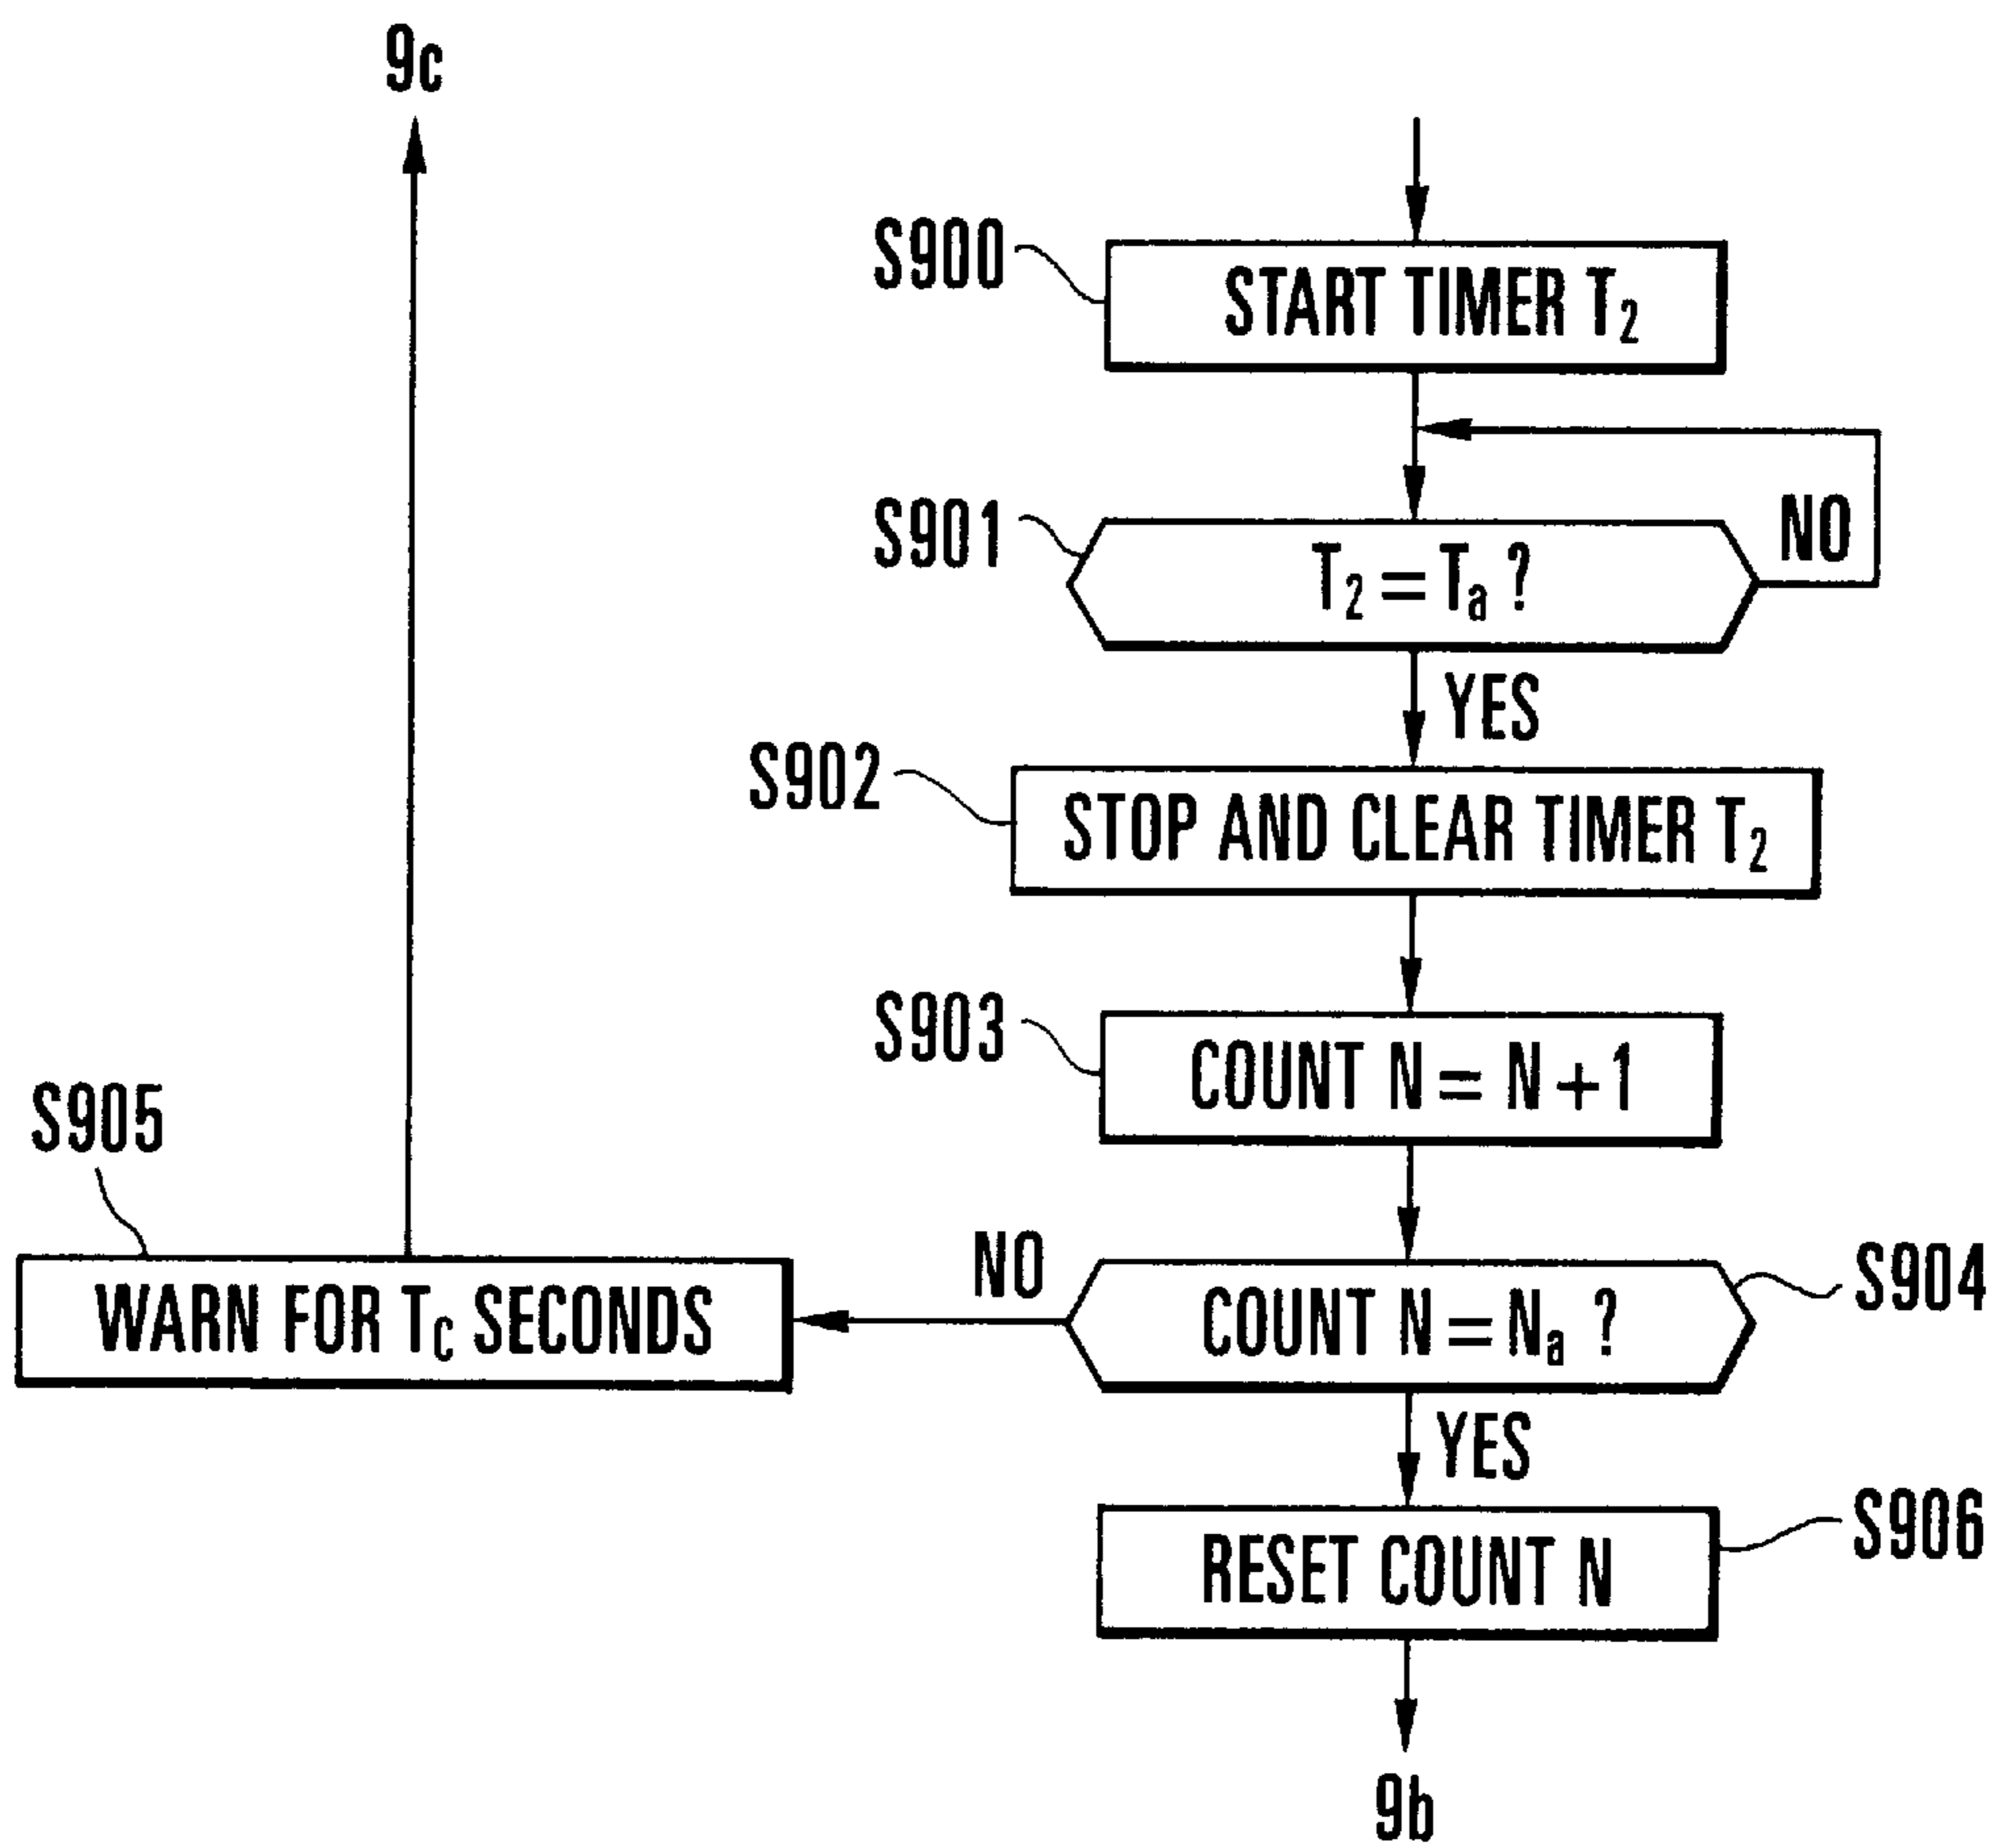 9c
S900
START TIMER T₂
S901
T₂ = Tₐ ?
NO
YES
S902
STOP AND CLEAR TIMER T₂
S903
COUNT N = N + 1
S905
WARN FOR T_C SECONDS
NO
COUNT N = Nₐ ?
S904
YES
RESET COUNT N
S906
9b